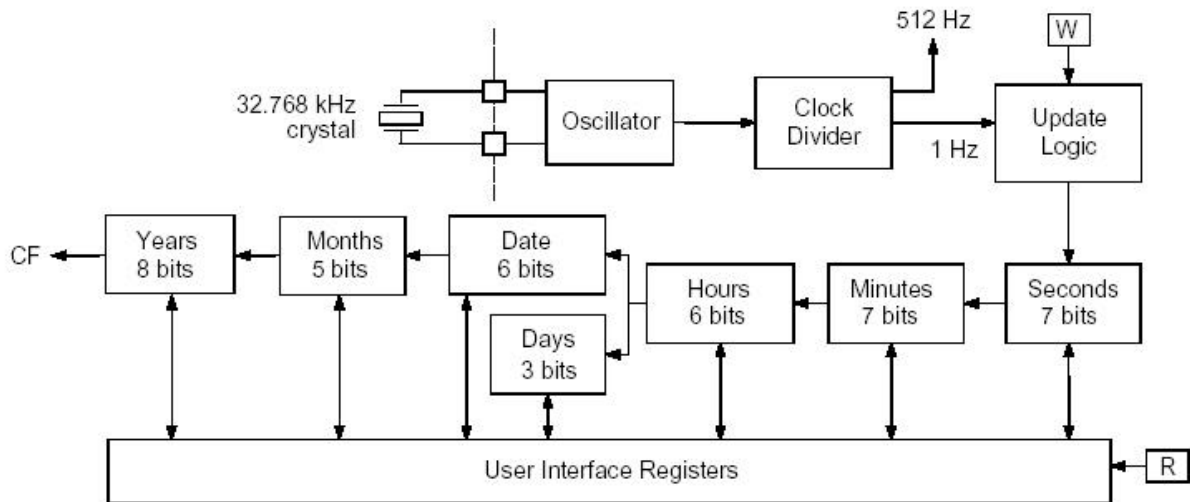 512 Hz
W
32.768 kHz
crystal
Oscillator
Clock
Divider
1 Hz
Update
Logic
CF
Years
8 bits
Months
5 bits
Date
6 bits
Days
3 bits
Hours
6 bits
Minutes
7 bits
Seconds
7 bits
User Interface Registers
R